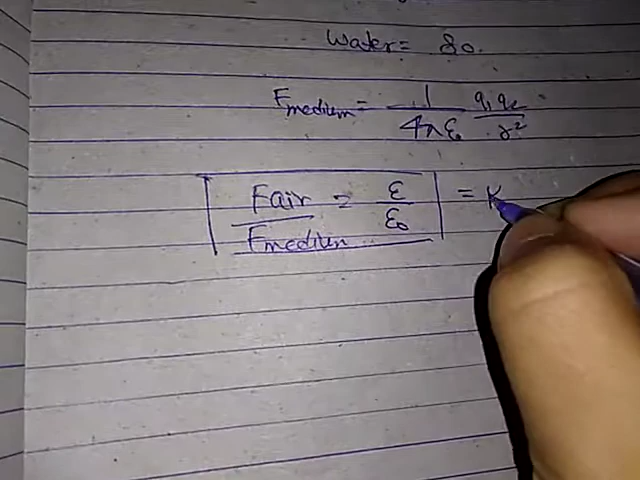 Water = 80.
Fmedium = 1/4πε₀ q₁q₂/r²
Fair/Fmedium = ε/ε₀ = K